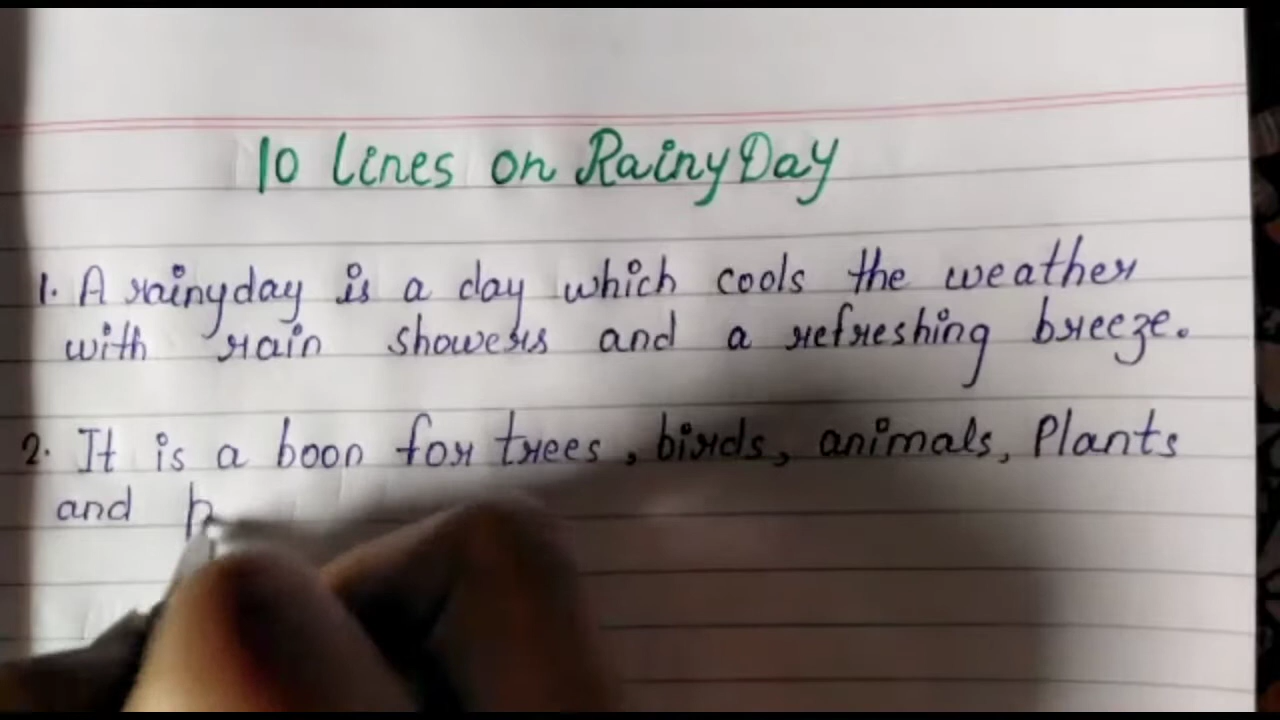 10 Lines on Rainy Day
1. A rainyday is a day which cools the weather
with rain showers and a refreshing breeze.
2. It is a boon for trees, birds, animals, Plants
and